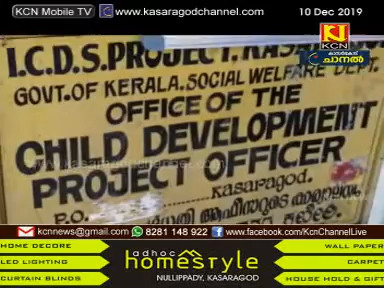 KCN Mobile TV
www.kasaragodchannel.com
10 Dec 2019
KCN
ചാനൽ
I.C.D.S. PROJECT, KASARA
GOVT. OF KERALA. SOCIAL WELFARE DEPT.
OFFICE OF THE
CHILD DEVELOPMENT
PROJECT OFFICER
Kasaragod.
P.O.
kcnnews@gmail.com
8281 148 922
www.facebook.com/KcnChannelLive
HOME DECORE
LED LIGHTING
CURTAIN BLINDS
adhoc
homestyle
NULLIPPADY, KASARAGOD
WALL PAPER
CARPET
HOUSE HOLD & GIFT